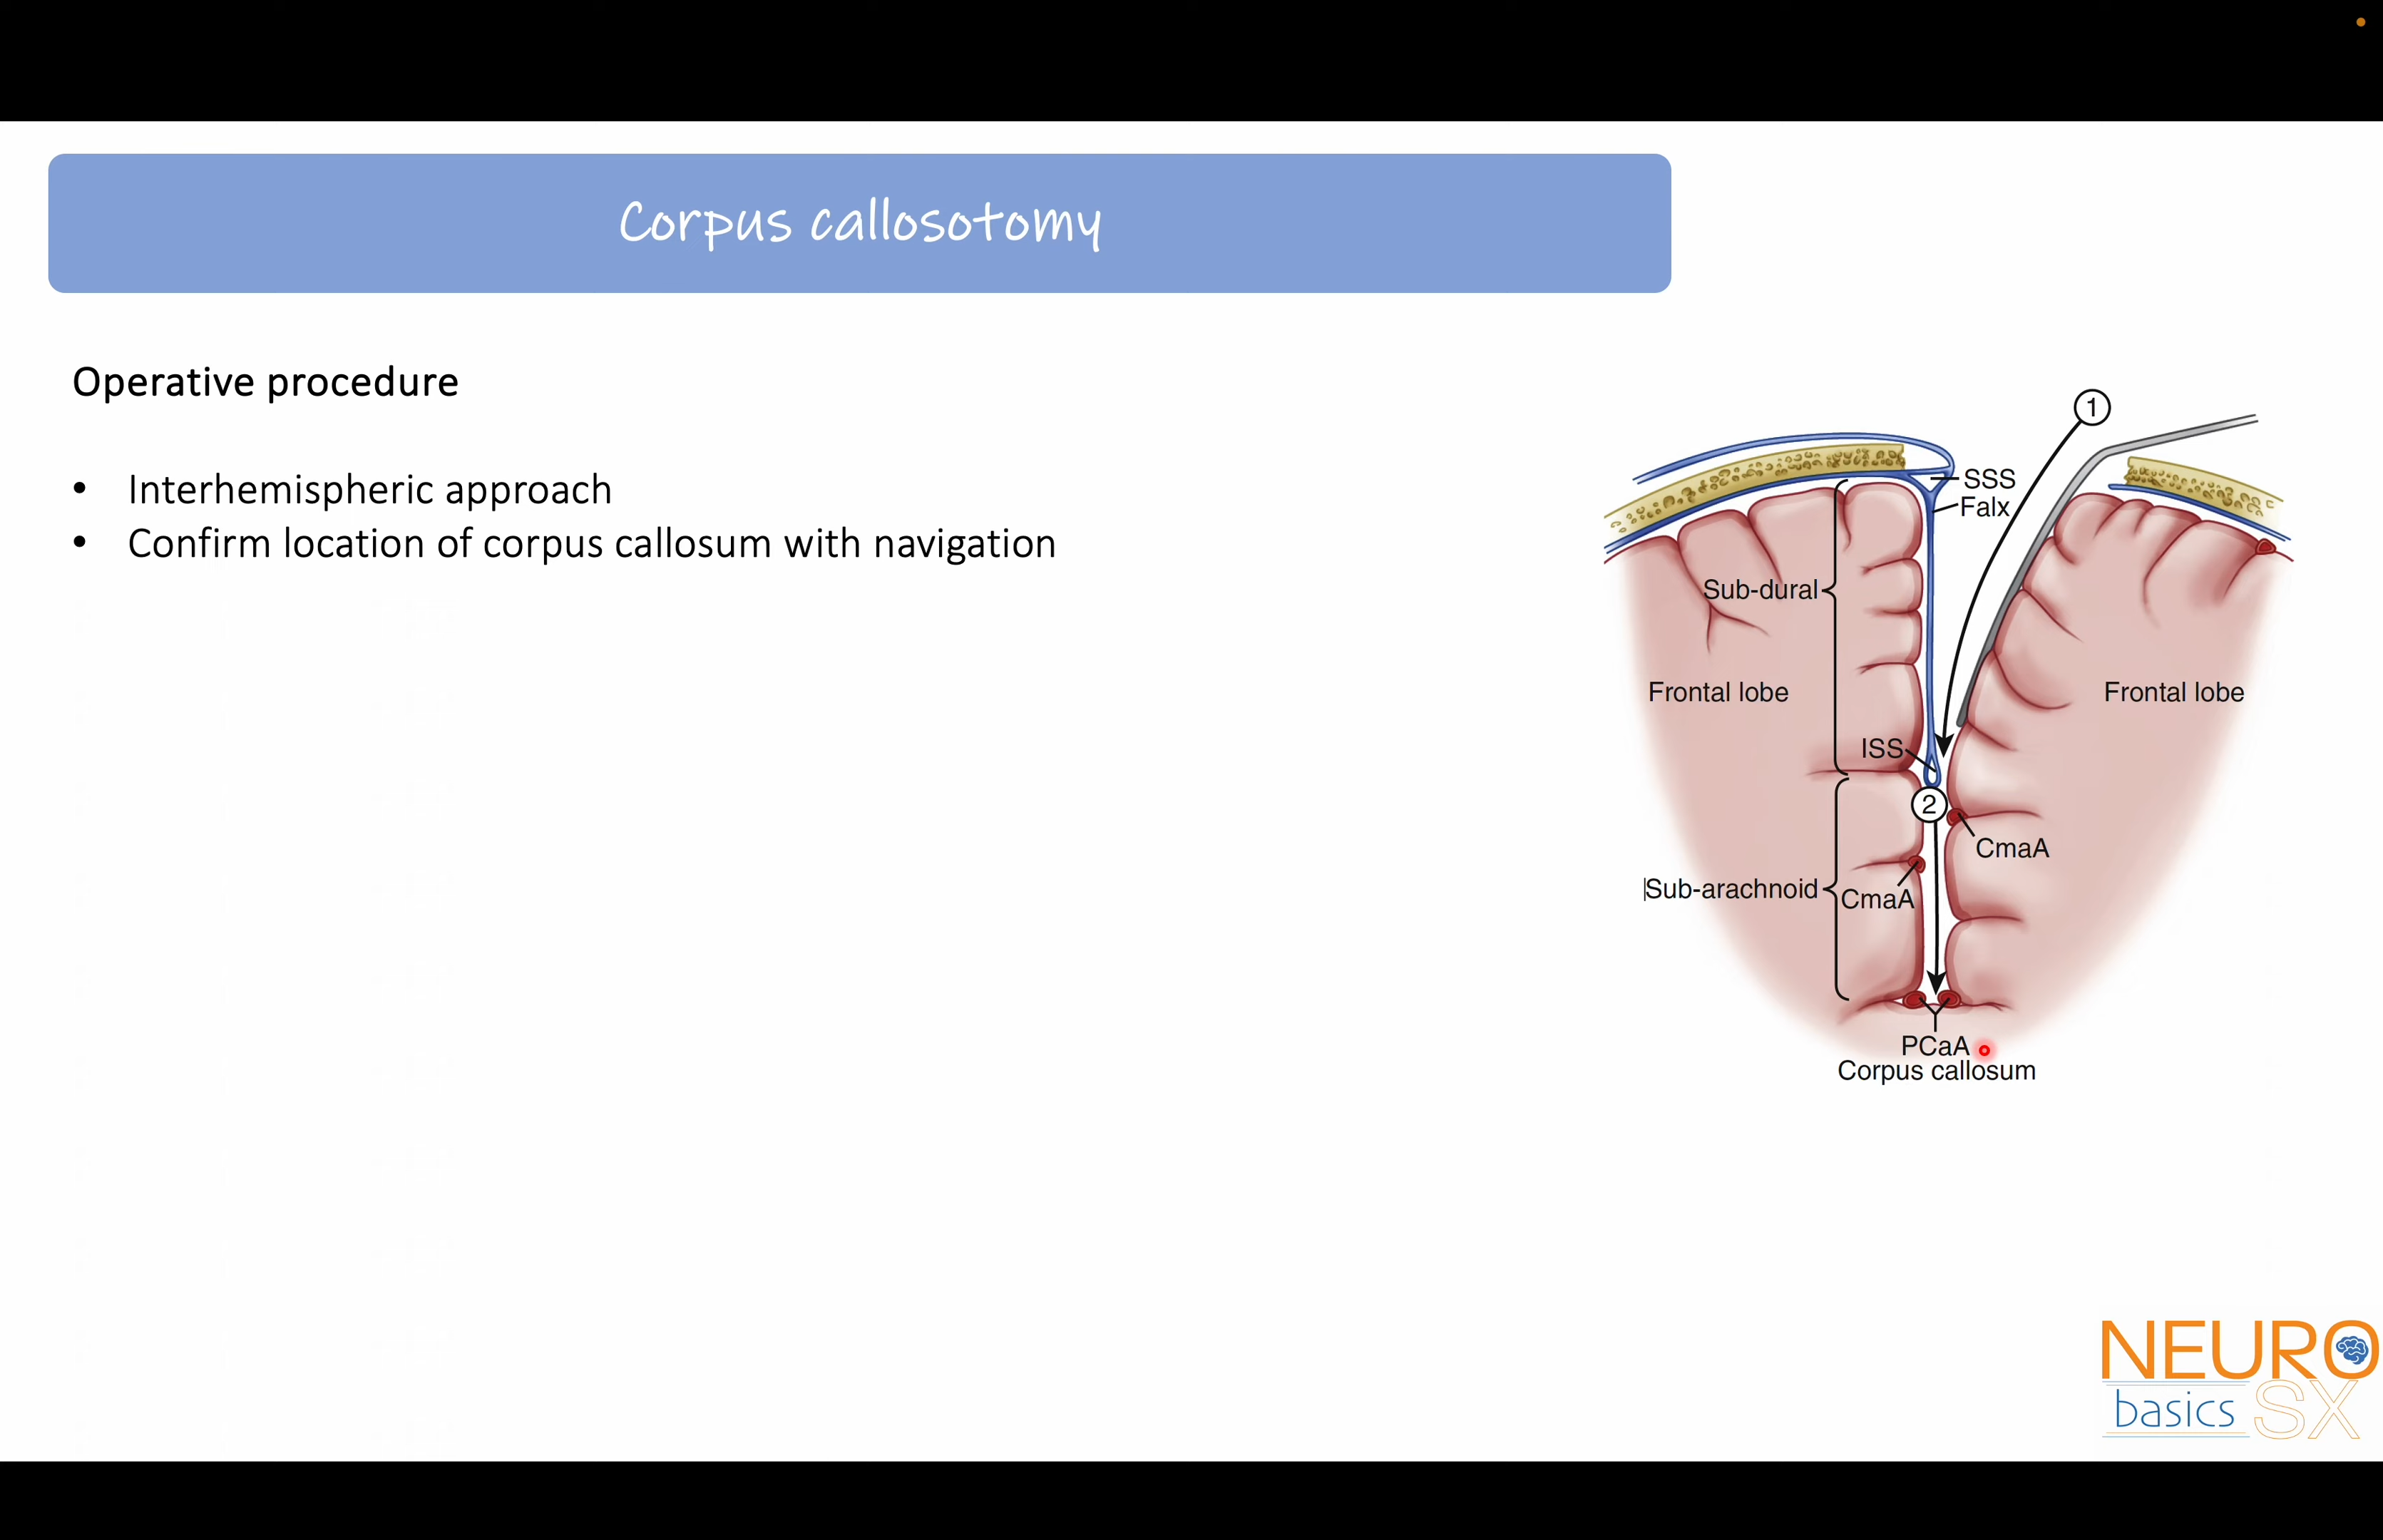 Corpus callosotomy
Operative procedure
• Interhemispheric approach
• Confirm location of corpus callosum with navigation
1
SSS
Falx
Sub-dural
Frontal lobe
Frontal lobe
ISS
2
CmaA
Sub-arachnoid
CmaA
PCaA
Corpus callosum
NEURO
basics SX